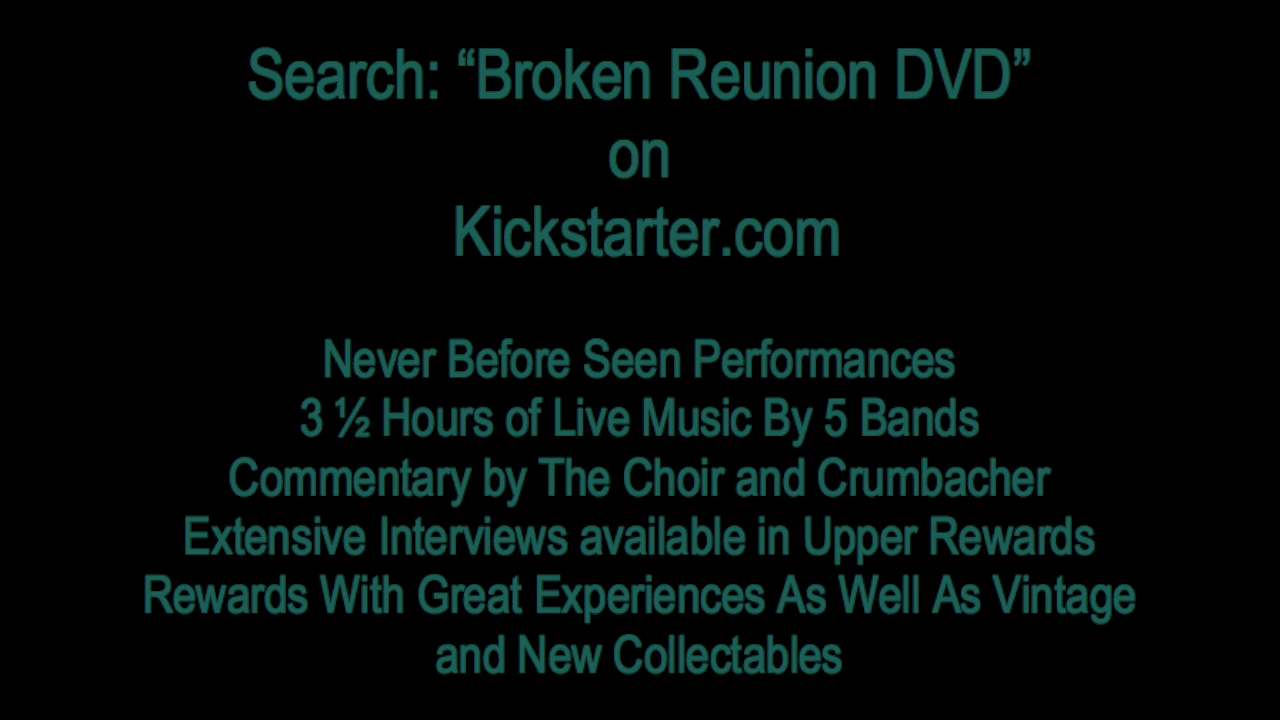 Search: “Broken Reunion DVD”
on
Kickstarter.com
Never Before Seen Performances
3 ½ Hours of Live Music By 5 Bands
Commentary by The Choir and Crumbacher
Extensive Interviews available in Upper Rewards
Rewards With Great Experiences As Well As Vintage
and New Collectables